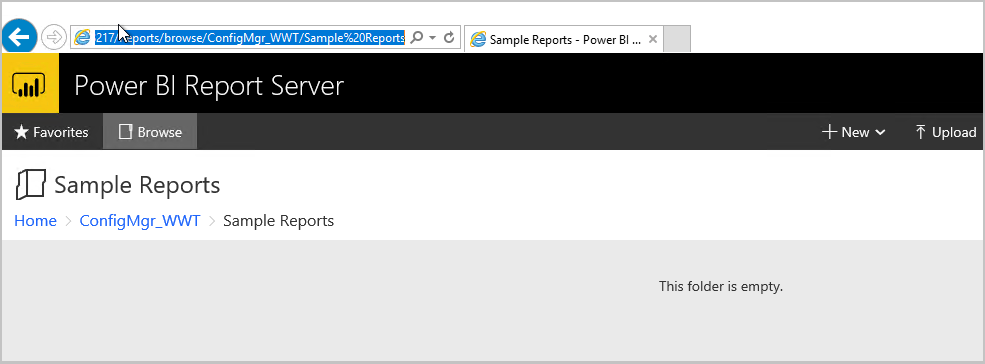 217/Reports/browse/ConfigMgr_WWT/Sample%20Reports
Sample Reports - Power BI ...
Power BI Report Server
Favorites Browse New Upload
Sample Reports
Home > ConfigMgr_WWT > Sample Reports
This folder is empty.